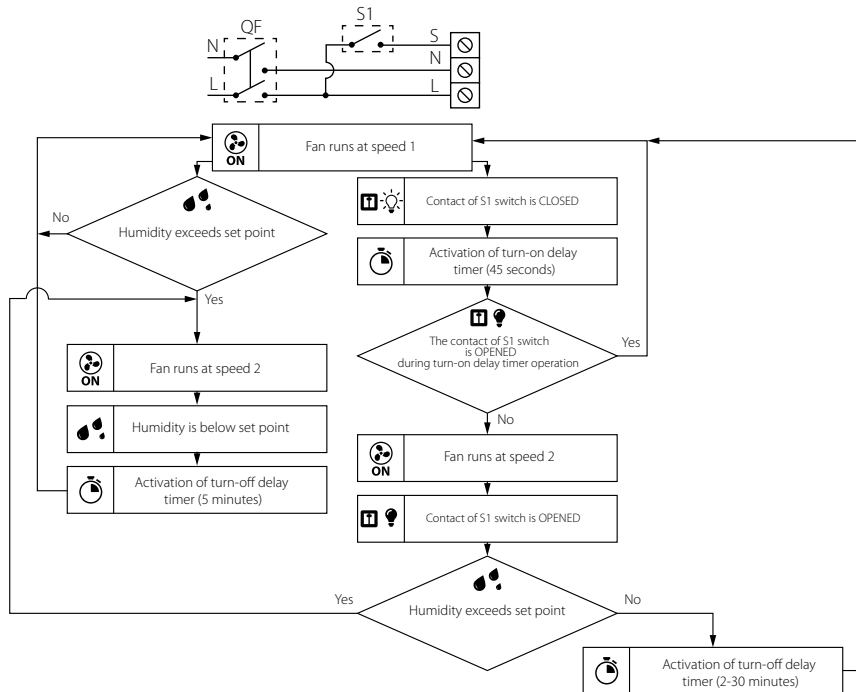 QF
S1
N
L
S
N
L
ON
Fan runs at speed 1
Humidity exceeds set point
No
Yes
ON
Fan runs at speed 2
Humidity is below set point
Activation of turn-off delay
timer (5 minutes)
Contact of S1 switch is CLOSED
Activation of turn-on delay
timer (45 seconds)
The contact of S1 switch
is OPENED
during turn-on delay timer operation
Yes
No
ON
Fan runs at speed 2
Contact of S1 switch is OPENED
Humidity exceeds set point
Yes
No
Activation of turn-off delay
timer (2-30 minutes)